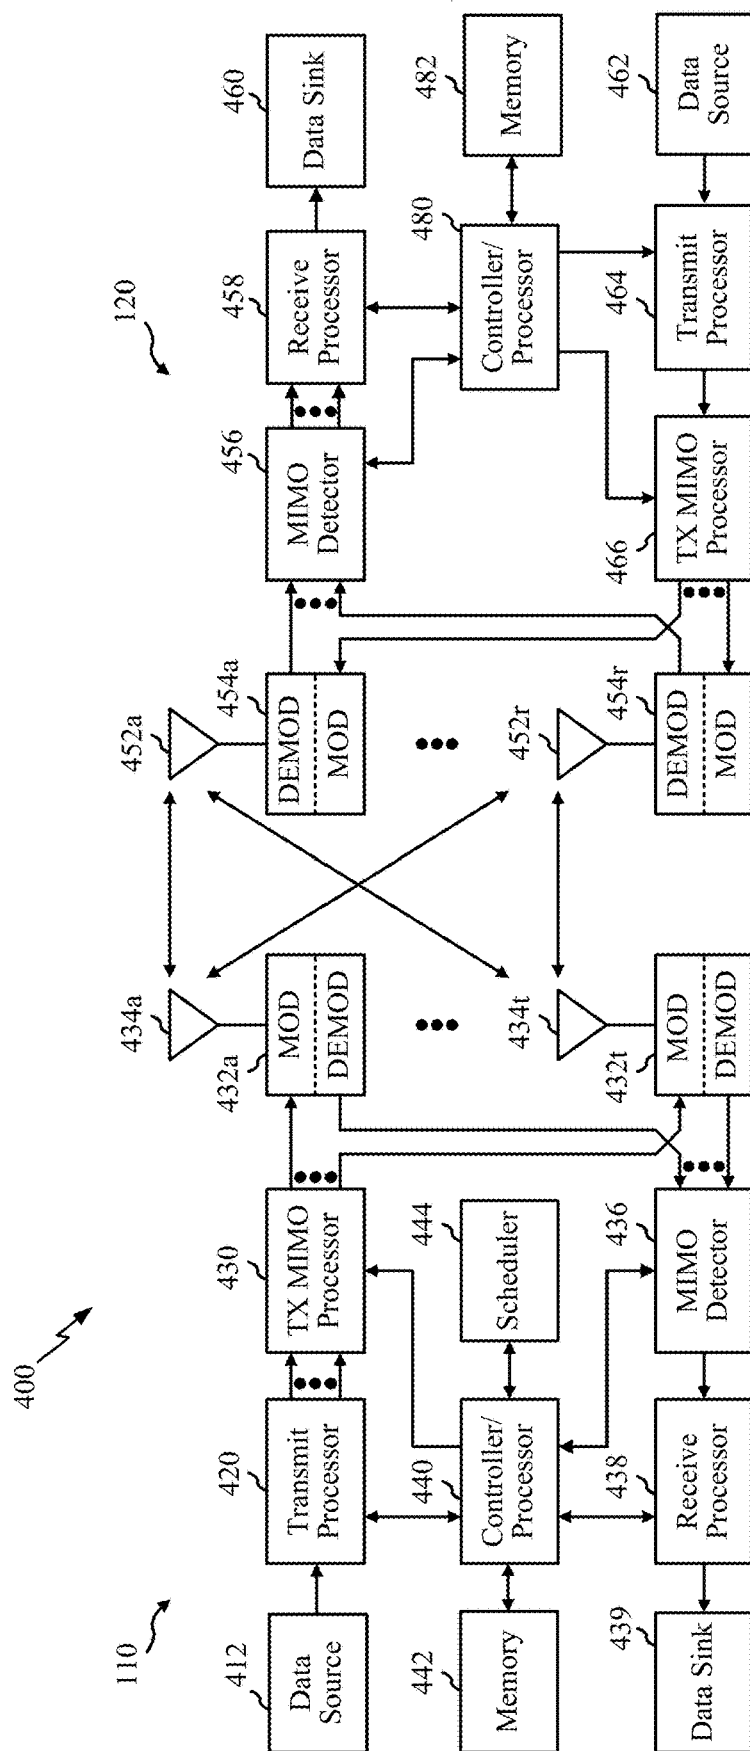 400
110
120
412
Data
Source
420
Transmit
Processor
430
TX MIMO
Processor
432a
MOD
DEMOD
434a
452a
454a
DEMOD
MOD
456
MIMO
Detector
458
Receive
Processor
460
Data Sink
442
Memory
440
Controller/
Processor
444
Scheduler
480
Controller/
Processor
482
Memory
439
Data Sink
438
Receive
Processor
436
MIMO
Detector
432t
MOD
DEMOD
434t
452r
454r
DEMOD
MOD
466
TX MIMO
Processor
464
Transmit
Processor
462
Data
Source